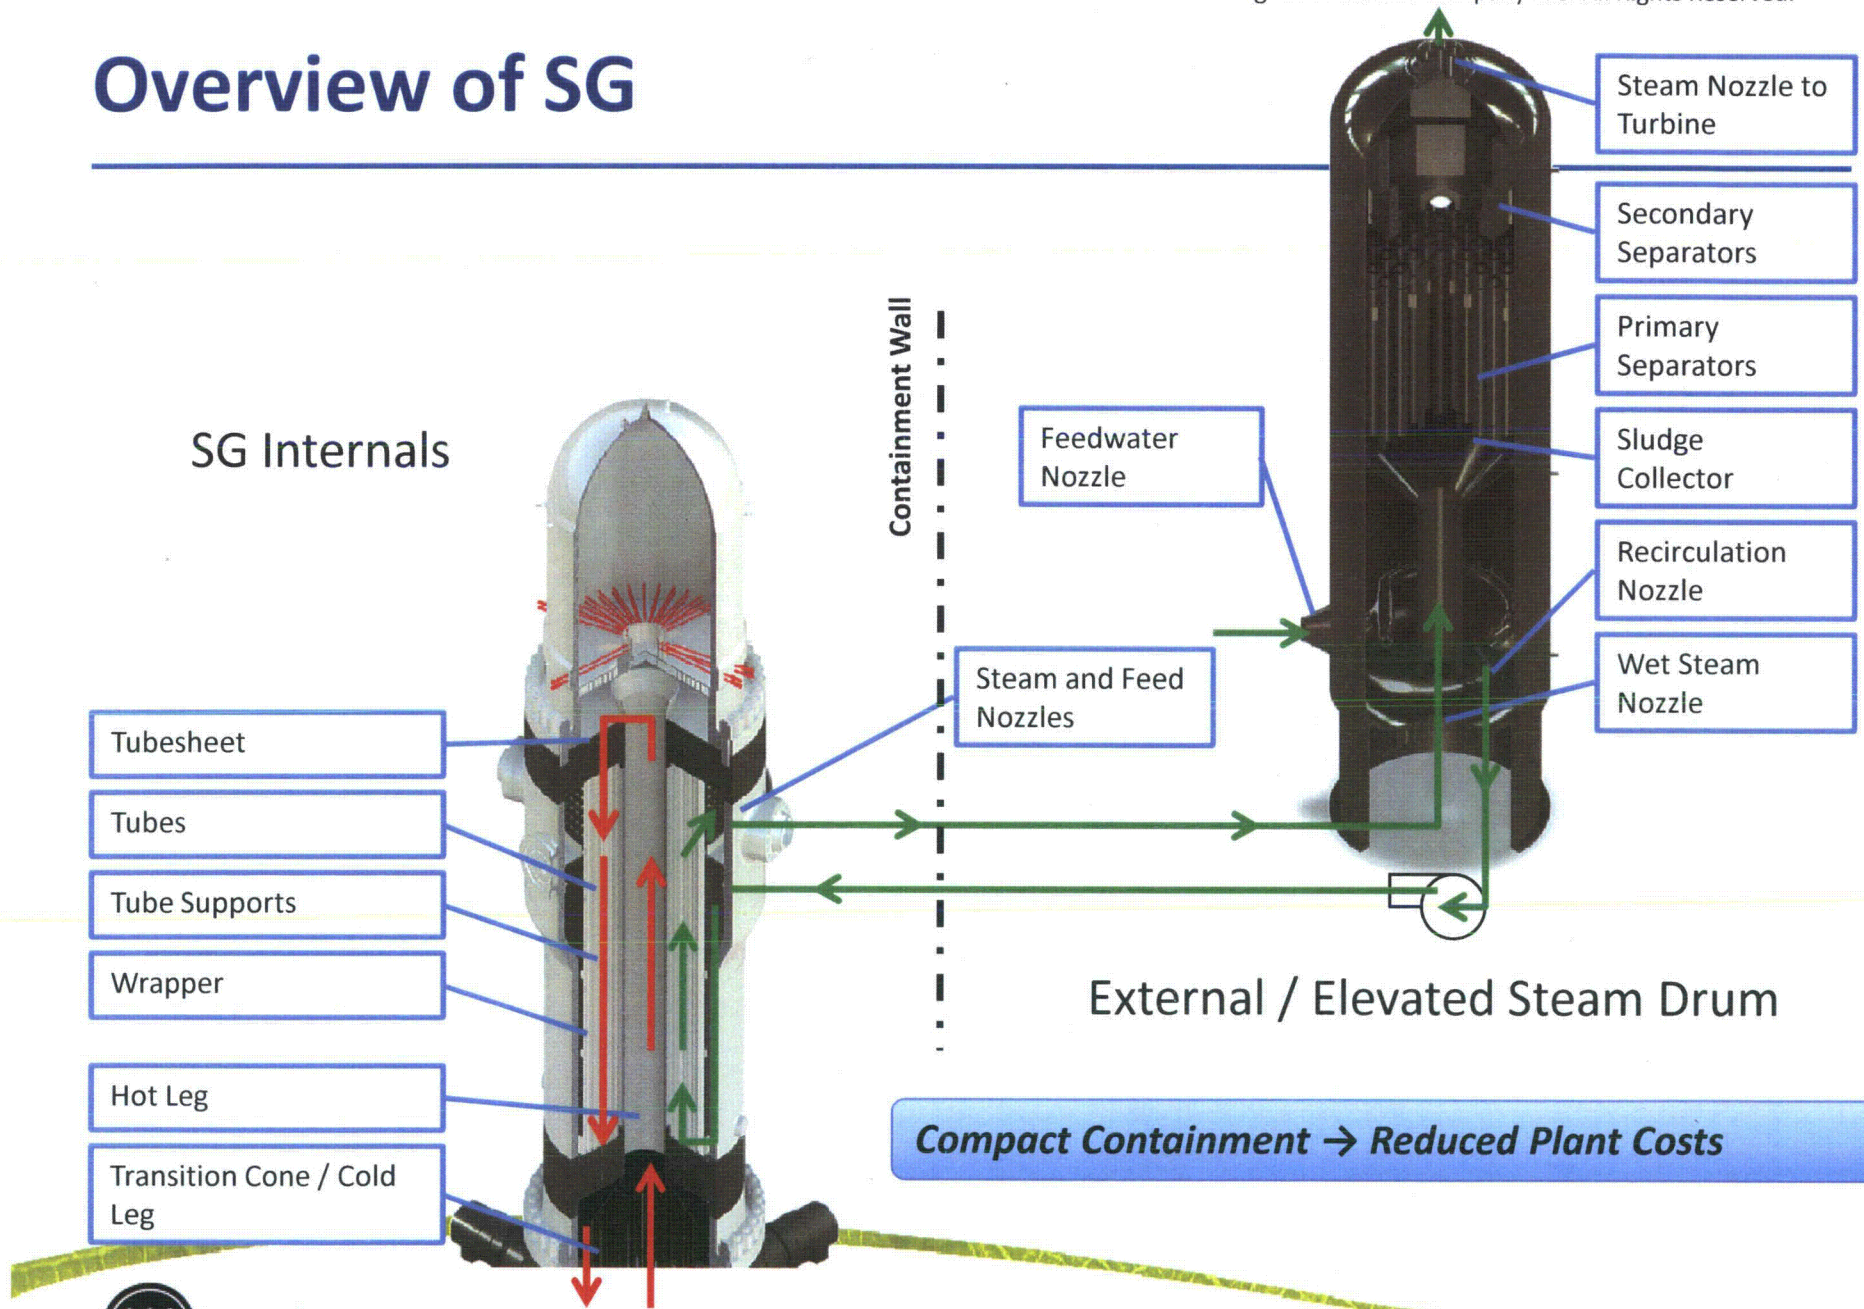 Rights Reserved.
Overview of SG
Steam Nozzle to
Turbine
Secondary
Separators
Primary
Separators
Containment Wall
SG Internals
Feedwater
Nozzle
Sludge
Collector
Recirculation
Nozzle
Steam and Feed
Nozzles
Wet Steam
Nozzle
Tubesheet
Tubes
Tube Supports
Wrapper
External / Elevated Steam Drum
Hot Leg
Compact Containment → Reduced Plant Costs
Transition Cone / Cold
Leg